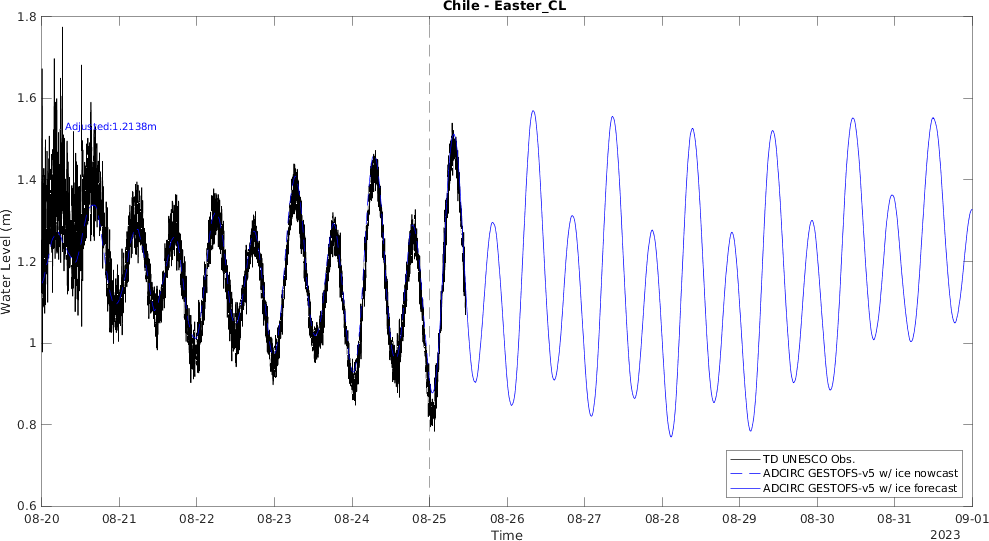 Chile - Easter_CL
1.8
1.6
1.4
1.2
1
0.8
0.6
Water Level (m)
Adjusted:1.2138m
TD UNESCO Obs.
ADCIRC GESTOFS-v5 w/ ice nowcast
ADCIRC GESTOFS-v5 w/ ice forecast
08-20 08-21 08-22 08-23 08-24 08-25 08-26 08-27 08-28 08-29 08-30 08-31 09-01
Time
2023